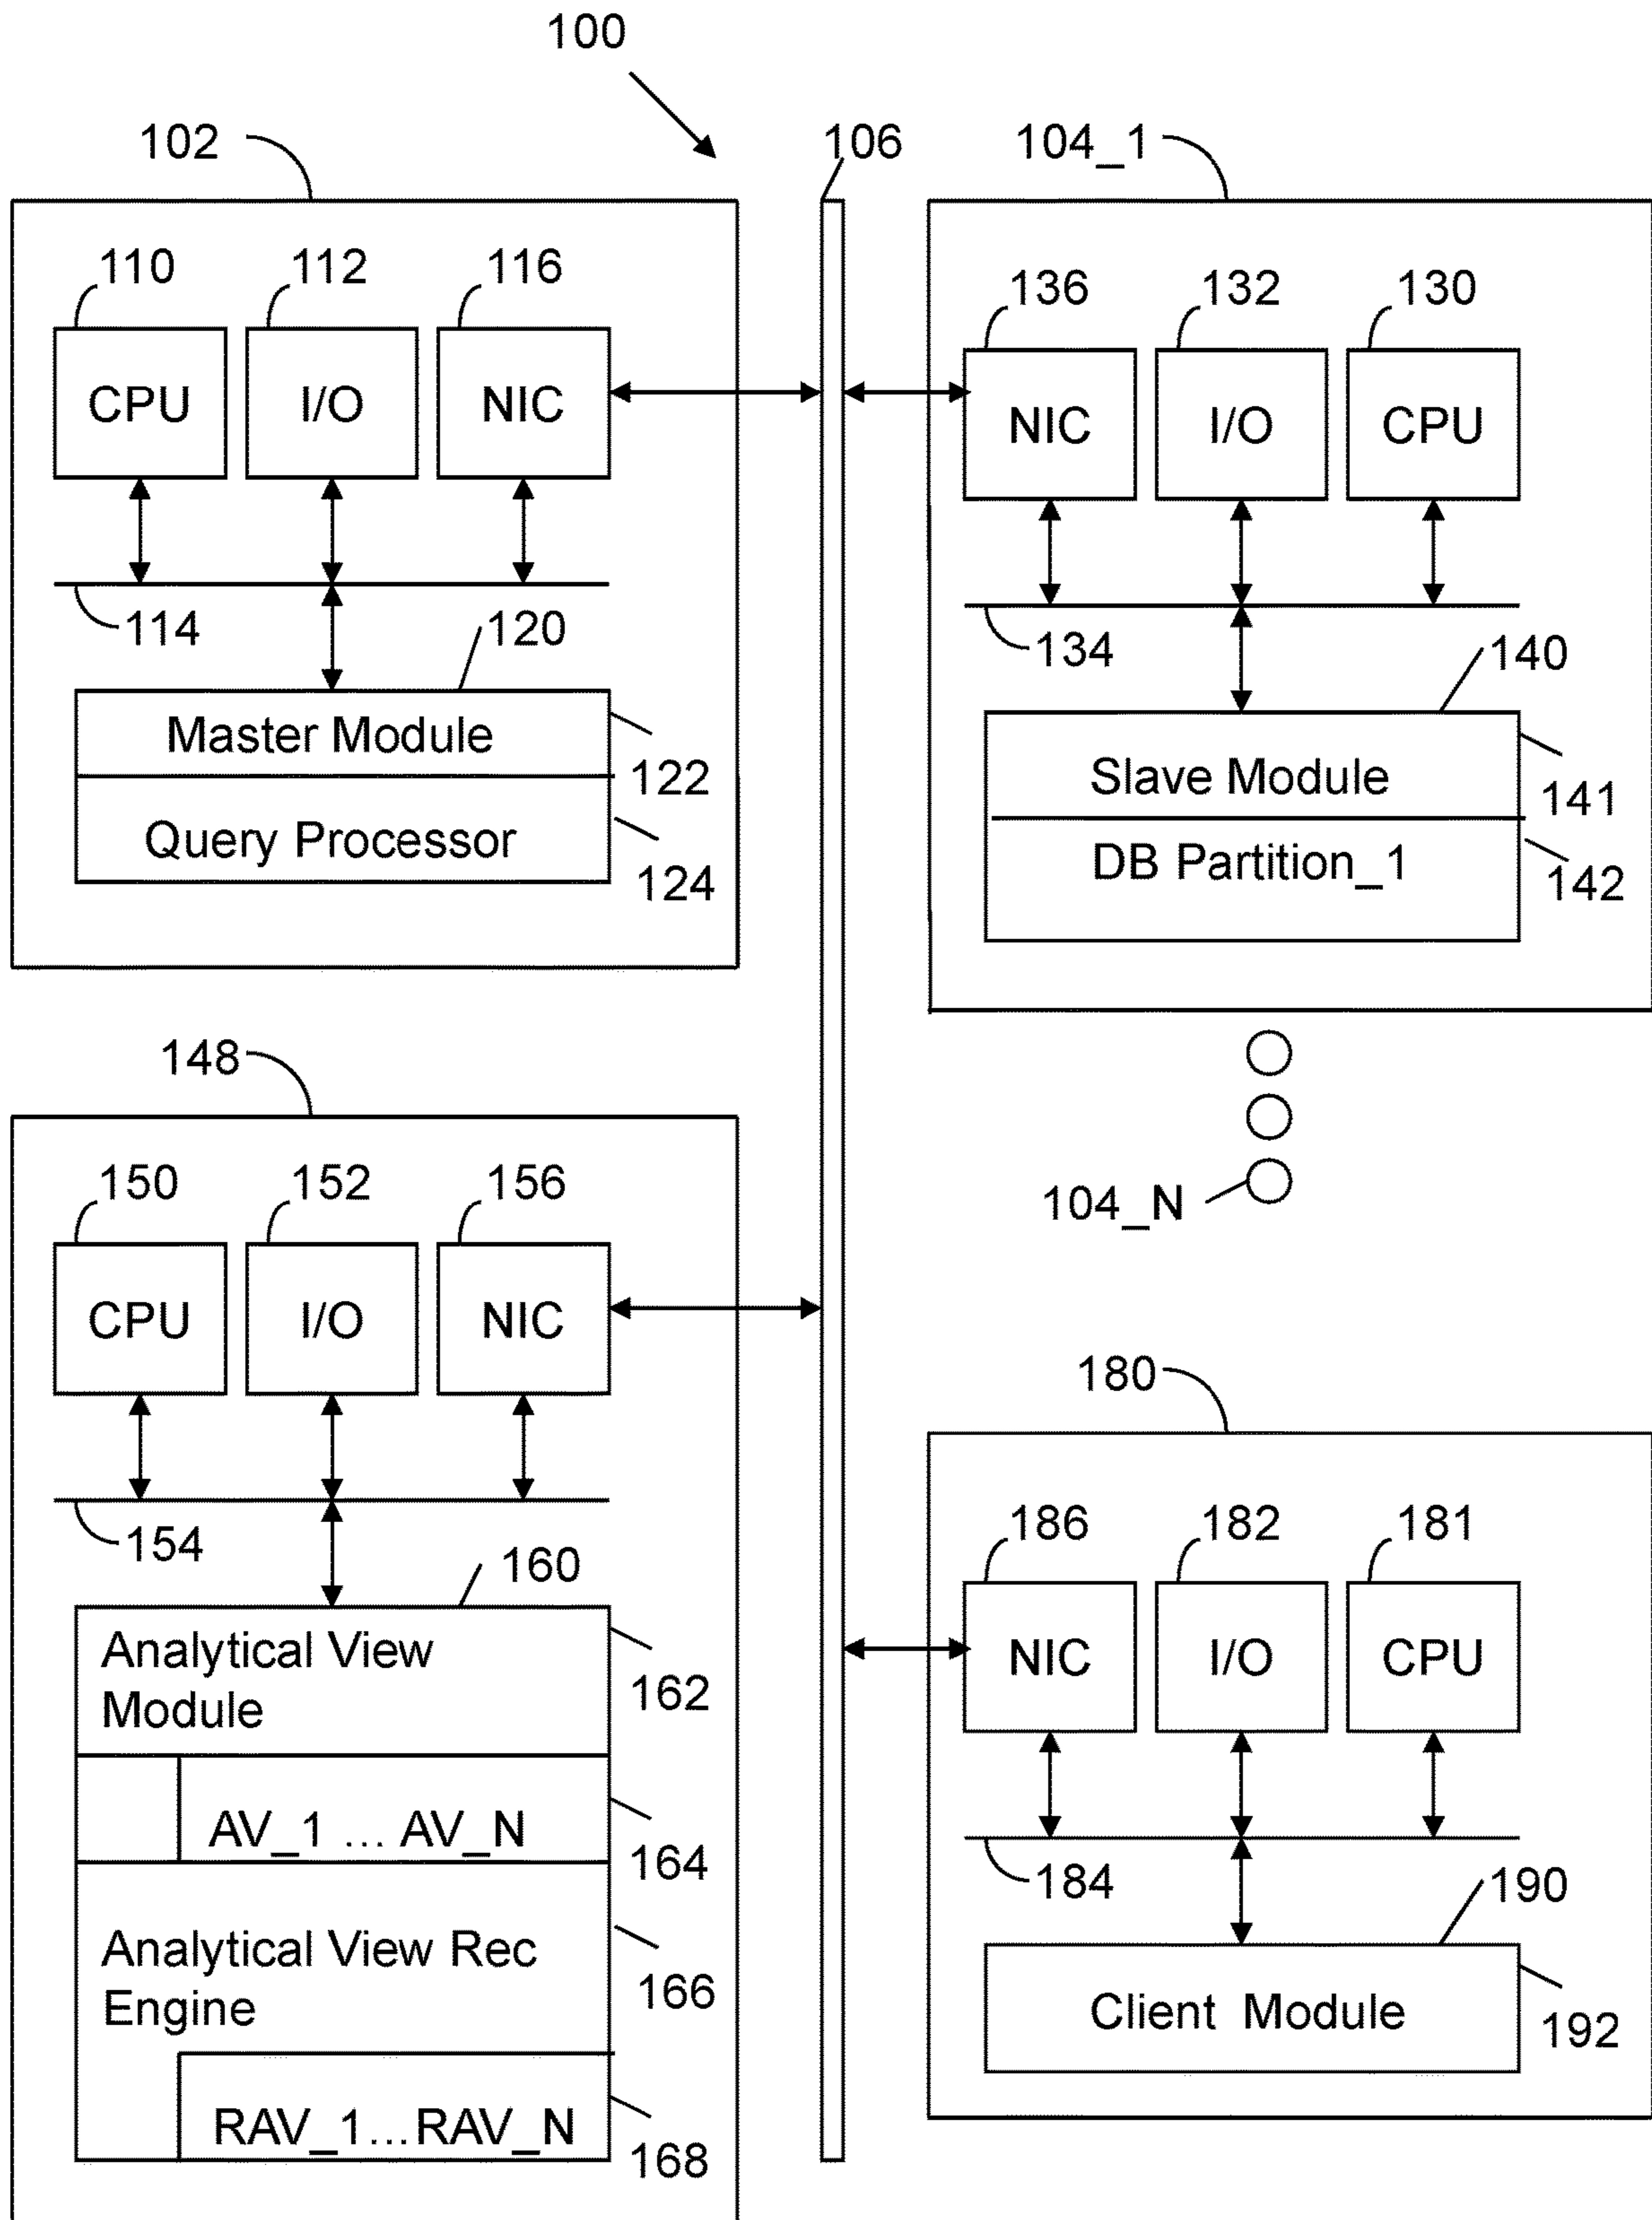 100
102
106
104_1
110
112
116
136
132
130
CPU
I/O
NIC
NIC
I/O
CPU
114
120
134
140
Master Module
122
Slave Module
141
Query Processor
124
DB Partition_1
142
148
150
152
156
104_N
CPU
I/O
NIC
180
154
160
186
182
181
Analytical View
Module
162
NIC
I/O
CPU
AV_1 ... AV_N
164
184
190
Analytical View Rec
Engine
166
Client Module
192
RAV_1...RAV_N
168